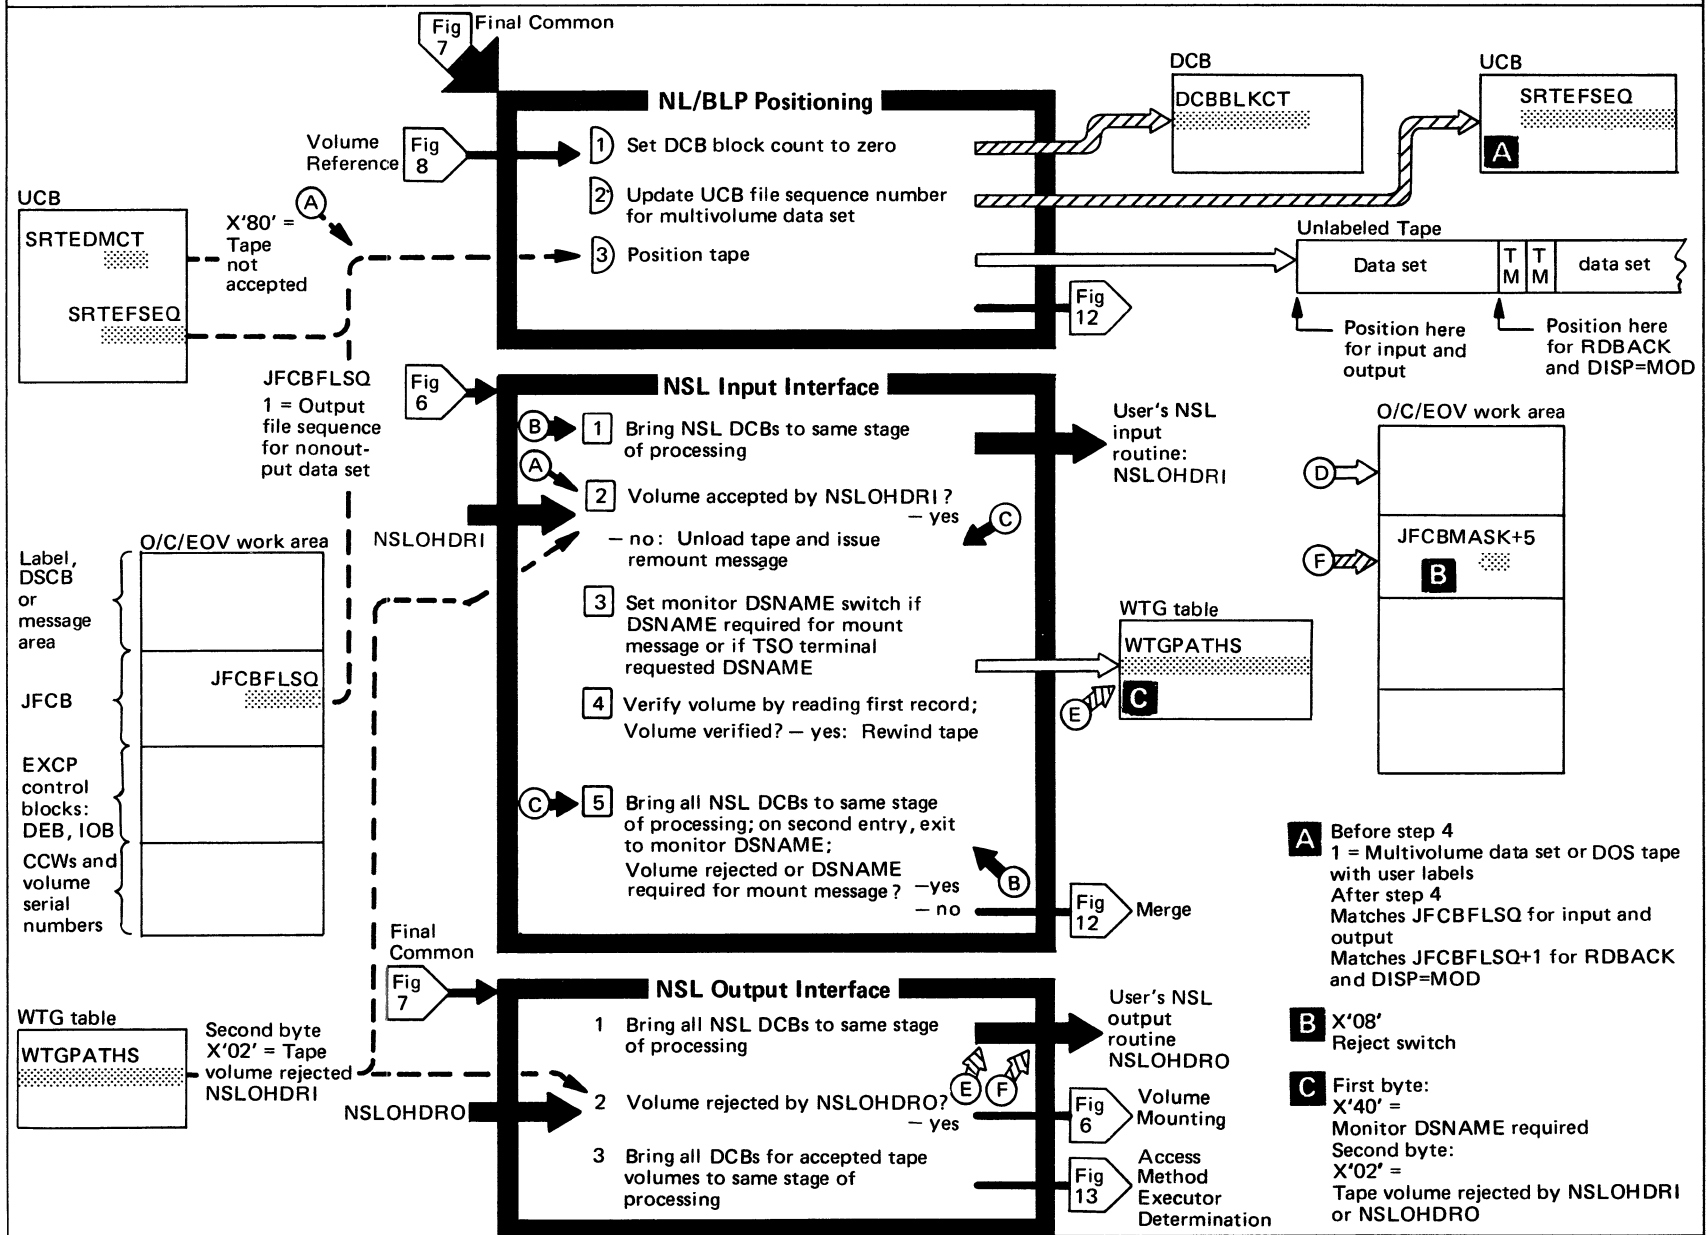 Fig
7
Final Common
NL/BLP Positioning
Volume
Reference
Fig
8
1 Set DCB block count to zero
2 Update UCB file sequence number
for multivolume data set
3 Position tape
Fig
12
DCB
DCBBLKCT
UCB
SRTEFSEQ
A
Unlabeled Tape
Data set
T
M
T
M
data set
Position here
for input and
output
Position here
for RDBACK
and DISP=MOD
UCB
SRTEDMCT
SRTEFSEQ
X'80' =
Tape
not
accepted
A
JFCBFLSQ
1 = Output
file sequence
for nonout-
put data set
Fig
6
NSL Input Interface
B
1 Bring NSL DCBs to same stage
of processing
A
2 Volume accepted by NSLOHDRI?
– yes
C
– no: Unload tape and issue
remount message
NSLOHDRI
3 Set monitor DSNAME switch if
DSNAME required for mount
message or if TSO terminal
requested DSNAME
4 Verify volume by reading first record;
Volume verified? – yes: Rewind tape
C
5 Bring all NSL DCBs to same stage
of processing; on second entry, exit
to monitor DSNAME;
Volume rejected or DSNAME
required for mount message? –yes
– no
B
Fig
12
Merge
User's NSL
input
routine:
NSLOHDRI
O/C/EOV work area
D
F
JFCBMASK+5
B
WTG table
WTGPATHS
C
E
O/C/EOV work area
Label,
DSCB
or
message
area
JFCB
JFCBFLSQ
EXCP
control
blocks:
DEB, IOB
CCWs and
volume
serial
numbers
Final
Common
Fig
7
NSL Output Interface
1 Bring all NSL DCBs to same stage
of processing
E
F
User's NSL
output
routine
NSLOHDRO
2 Volume rejected by NSLOHDRO?
– yes
NSLOHDRO
Fig
6
Volume
Mounting
3 Bring all DCBs for accepted tape
volumes to same stage of
processing
Fig
13
Access
Method
Executor
Determination
WTG table
WTGPATHS
Second byte
X'02' = Tape
volume rejected
NSLOHDRI
A Before step 4
1 = Multivolume data set or DOS tape
with user labels
After step 4
Matches JFCBFLSQ for input and
output
Matches JFCBFLSQ+1 for RDBACK
and DISP=MOD
B X'08'
Reject switch
C First byte:
X'40' =
Monitor DSNAME required
Second byte:
X'02' =
Tape volume rejected by NSLOHDRI
or NSLOHDRO